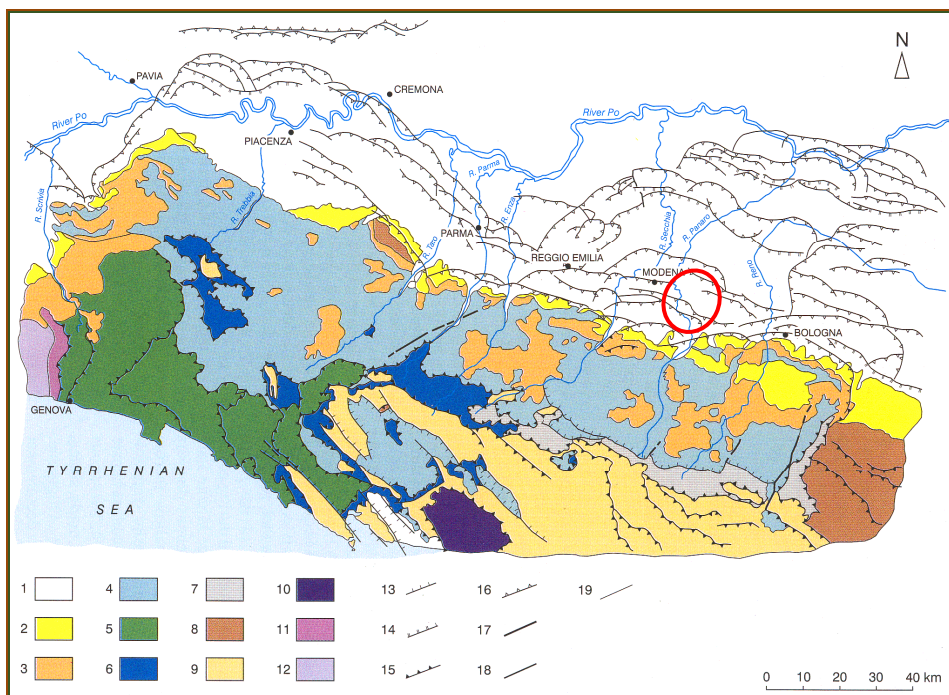 N
PAVIA
CREMONA
River Po
River Po
PIACENZA
R. Scrivia
R. Trebbia
R. Parma
R. Enza
R. Taro
PARMA
R. Secchia
R. Panaro
REGGIO EMILIA
MODENA
R. Reno
BOLOGNA
GENOVA
TYRRHENIAN
SEA
1 4 7 10 13 16 19
2 5 8 11 14 17
3 6 9 12 15 18
0 10 20 30 40 km